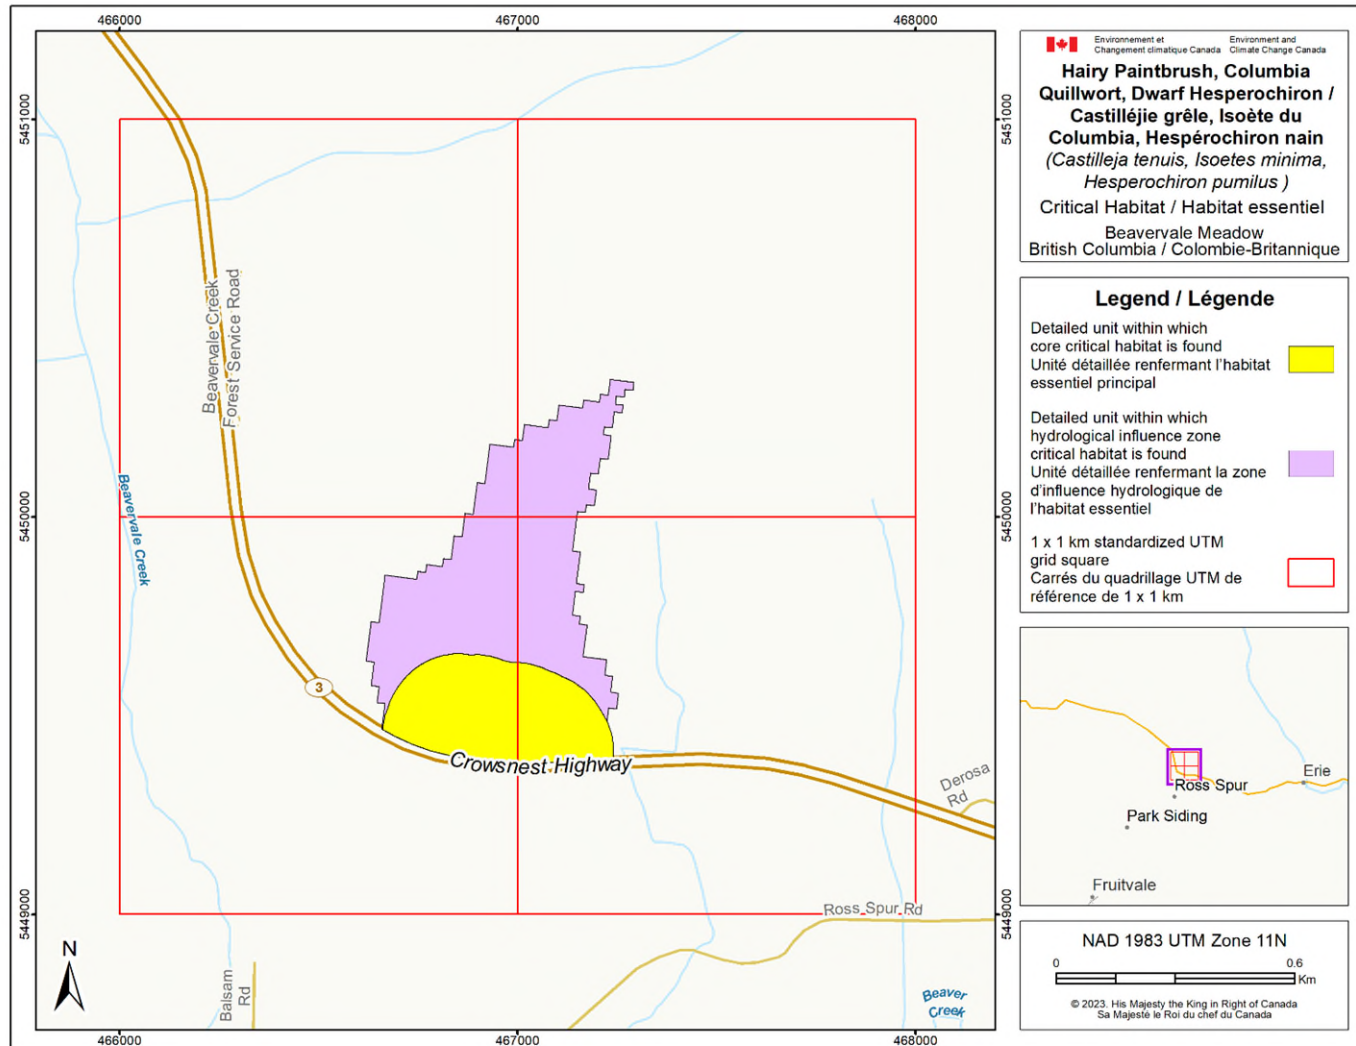 466000
467000
468000
5451000
5451000
5450000
5450000
5449000
5449000
Beavervale Creek
Forest Service Road
Beavervale Creek
3
Crowsnest Highway
Derosa
Rd
Ross Spur Rd
Balsam
Rd
Beaver
Creek
N
466000
467000
468000
Environnement et
Changement climatique Canada
Environment and
Climate Change Canada
Hairy Paintbrush, Columbia
Quillwort, Dwarf Hesperochiron /
Castilléjie grêle, Isoète du
Columbia, Hespérochiron nain
(Castilleja tenuis, Isoetes minima,
Hesperochiron pumilus )
Critical Habitat / Habitat essentiel
Beavervale Meadow
British Columbia / Colombie-Britannique
Legend / Légende
Detailed unit within which
core critical habitat is found
Unité détaillée renfermant l'habitat
essentiel principal
Detailed unit within which
hydrological influence zone
critical habitat is found
Unité détaillée renfermant la zone
d'influence hydrologique de
l'habitat essentiel
1 x 1 km standardized UTM
grid square
Carrés du quadrillage UTM de
référence de 1 x 1 km
Ross Spur
Erie
Park Siding
Fruitvale
NAD 1983 UTM Zone 11N
0
0.6
Km
© 2023. His Majesty the King in Right of Canada
Sa Majesté le Roi du chef du Canada